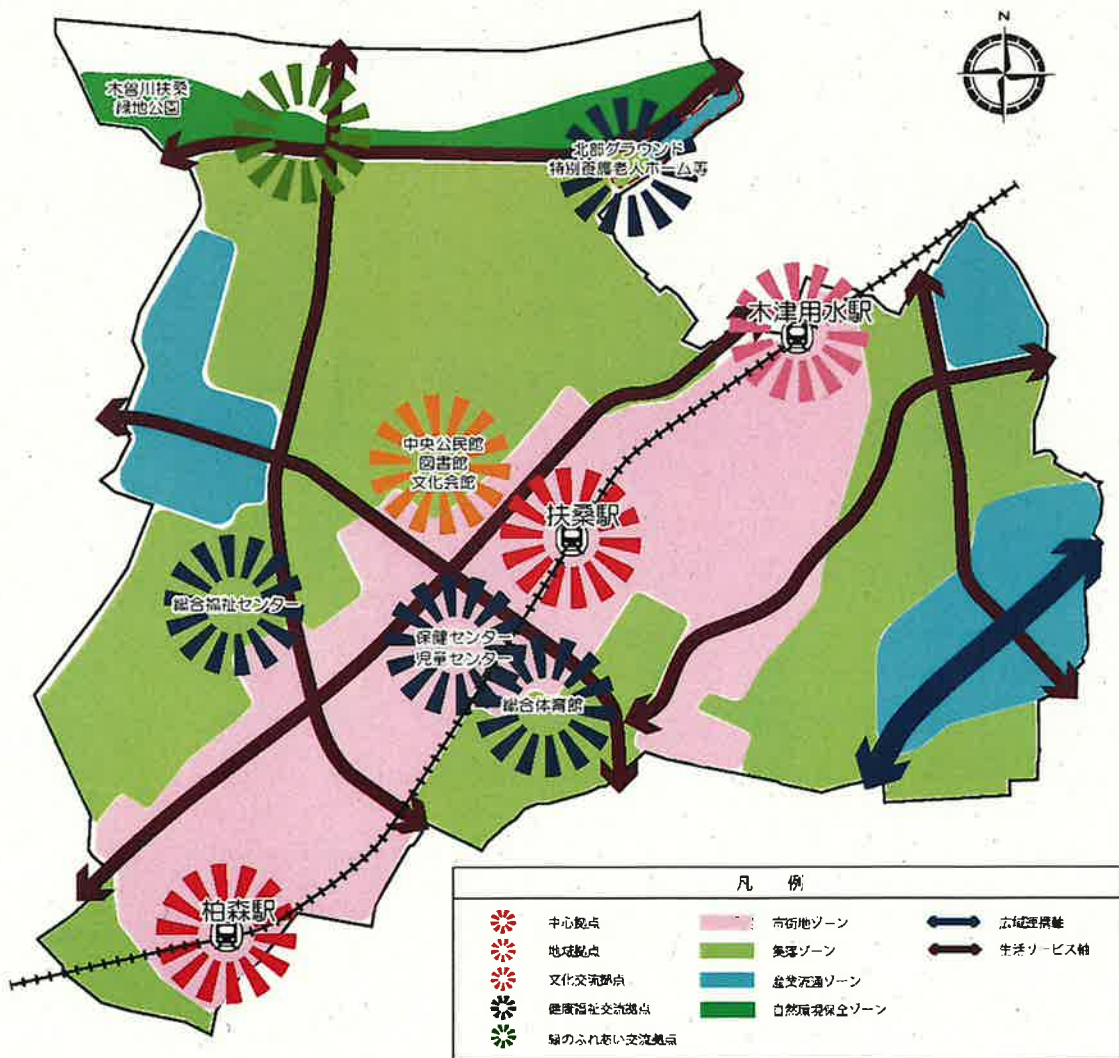 N
木曽川扶桑
緑地公園
北部グラウンド
特別養護老人ホーム等
木津用水駅
中央公民館
図書館
文化会館
扶桑駅
総合福祉センター
保健センター
児童センター
総合体育館
柏森駅
凡 例
中心拠点
地域拠点
文化交流拠点
健康福祉交流拠点
緑のふれあい交流拠点
市街地ゾーン
集落ゾーン
産業流通ゾーン
自然環境保全ゾーン
広域連携軸
生活サービス軸